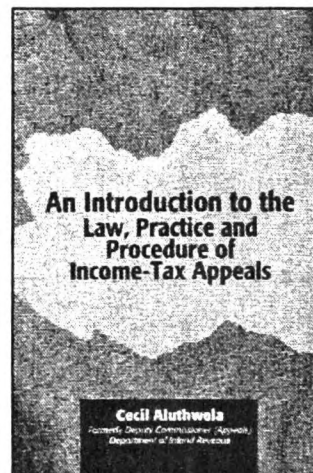 An Introduction to the
Law, Practice and
Procedure of
Income-Tax Appeals
Cecil Aluthwela
Formerly Deputy Commissioner (Appeals)
Department of Inland Revenue